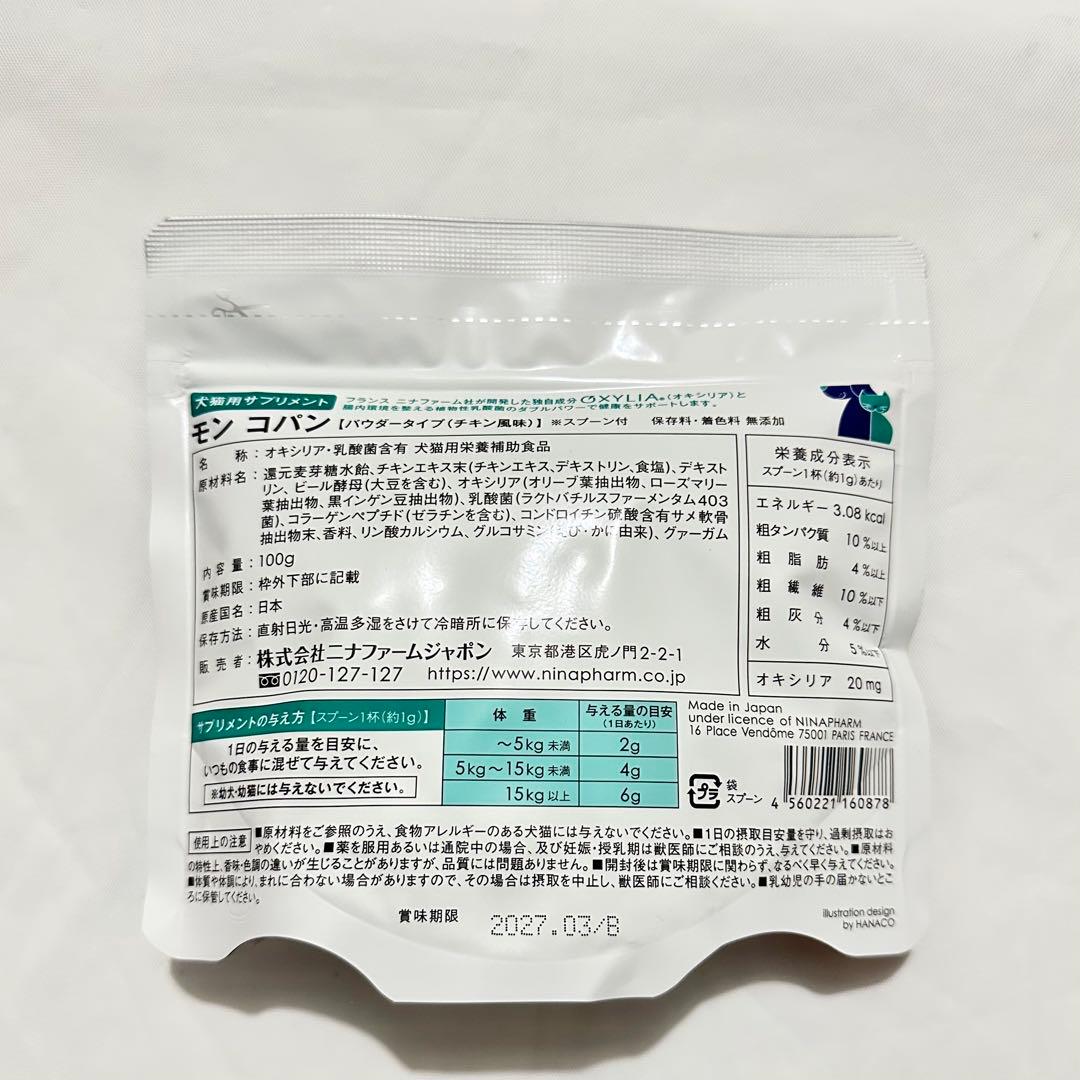 犬猫用サプリメント
フランス ニナファーム社が開発した独自成分 OXYLIA®(オキシリア)と
腸内環境を整える植物性乳酸菌のダブルパワーで健康をサポートします。
モン コパン【パウダータイプ(チキン風味)】※スプーン付 保存料・着色料 無添加
名称：オキシリア・乳酸菌含有 犬猫用栄養補助食品
原材料名：還元麦芽糖水飴、チキンエキス末(チキンエキス、デキストリン、食塩)、デキスト
リン、ビール酵母(大豆を含む)、オキシリア(オリーブ葉抽出物、ローズマリー
葉抽出物、黒インゲン豆抽出物)、乳酸菌(ラクトバチルスファーメンタム403
菌)、コラーゲンペプチド(ゼラチンを含む)、コンドロイチン硫酸含有サメ軟骨
抽出物末、香料、リン酸カルシウム、グルコサミン(えび・かに由来)、グァーガム
内容量：100g
賞味期限：枠外下部に記載
原産国名：日本
保存方法：直射日光・高温多湿をさけて冷暗所に保存してください。
販売者：株式会社ニナファームジャポン 東京都港区虎ノ門2-2-1
0120-127-127 https://www.ninapharm.co.jp
栄養成分表示
スプーン1杯(約1g)あたり
エネルギー 3.08 kcal
粗タンパク質 10％以上
粗脂肪 4％以上
粗繊維 10％以下
粗灰分 4％以下
水分 5％以下
オキシリア 20 mg
サプリメントの与え方【スプーン1杯(約1g)】
1日の与える量を目安に、
いつもの食事に混ぜて与えてください。
※幼犬・幼猫には与えないでください。
体重 与える量の目安
(1日あたり)
～5kg 未満 2g
5kg～15kg 未満 4g
15kg 以上 6g
Made in Japan
under licence of NINAPHARM
16 Place Vendôme 75001 PARIS FRANCE
プラ
袋
スプーン
4 560221 160878
使用上の注意 ■原材料をご参照のうえ、食物アレルギーのある犬猫には与えないでください。■1日の摂取目安量を守り、過剰摂取はお
やめください。■薬を服用あるいは通院中の場合、及び妊娠・授乳期は獣医師にご相談のうえ、与えてください。■原材料
の特性上、香味・色調の違いが生じることがありますが、品質には問題ありません。■開封後は賞味期限に関わらず、なるべく早く与えてください。
■体質や体調により、まれに合わない場合がありますので、その場合は摂取を中止し、獣医師にご相談ください。■乳幼児の手の届かないとこ
ろに保管してください。
賞味期限 2027.03/B
illustration design
by HANACO